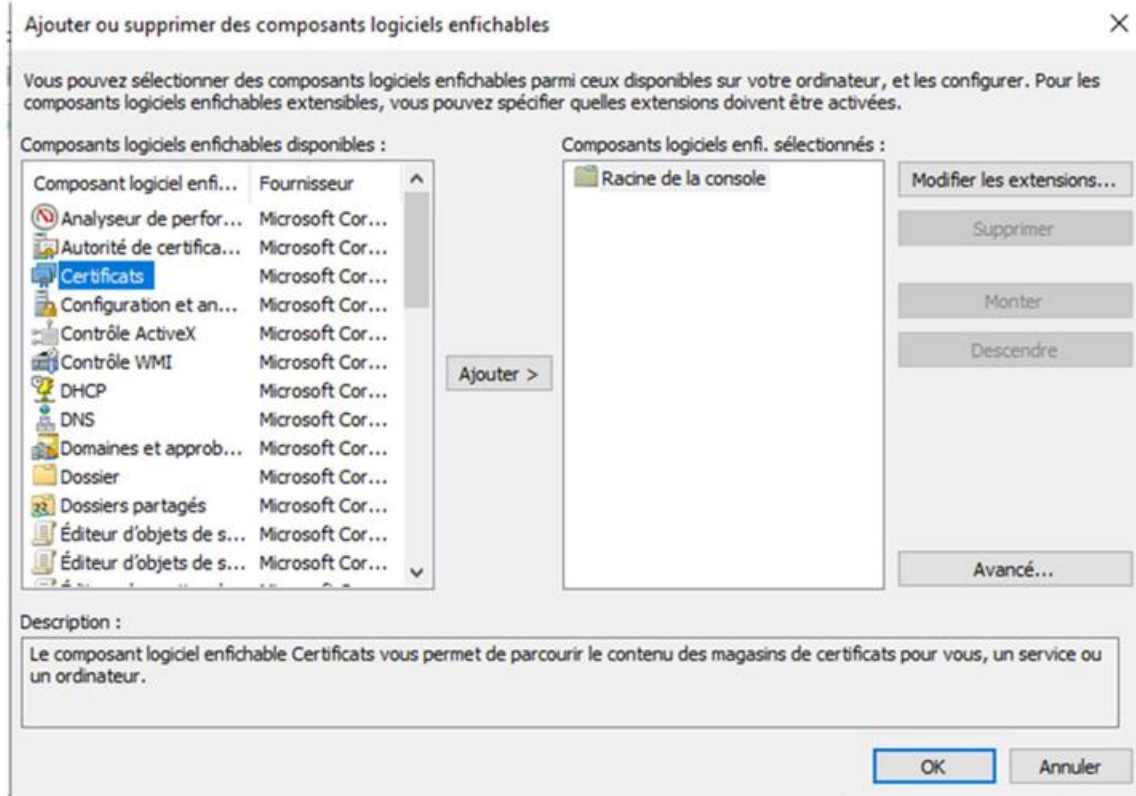 Ajouter ou supprimer des composants logiciels enfichables
Vous pouvez sélectionner des composants logiciels enfichables parmi ceux disponibles sur votre ordinateur, et les configurer. Pour les
composants logiciels enfichables extensibles, vous pouvez spécifier quelles extensions doivent être activées.
Composants logiciels enfichables disponibles :
Composant logiciel enfi... Fournisseur
Analyseur de perfor... Microsoft Cor...
Autorité de certifica... Microsoft Cor...
Certificats Microsoft Cor...
Configuration et an... Microsoft Cor...
Contrôle ActiveX Microsoft Cor...
Contrôle WMI Microsoft Cor...
DHCP Microsoft Cor...
DNS Microsoft Cor...
Domaines et approb... Microsoft Cor...
Dossier Microsoft Cor...
Dossiers partagés Microsoft Cor...
Éditeur d'objets de s... Microsoft Cor...
Éditeur d'objets de s... Microsoft Cor...
Ajouter >
Composants logiciels enfi. sélectionnés :
Racine de la console
Modifier les extensions...
Supprimer
Monter
Descendre
Avancé...
Description :
Le composant logiciel enfichable Certificats vous permet de parcourir le contenu des magasins de certificats pour vous, un service ou
un ordinateur.
OK
Annuler